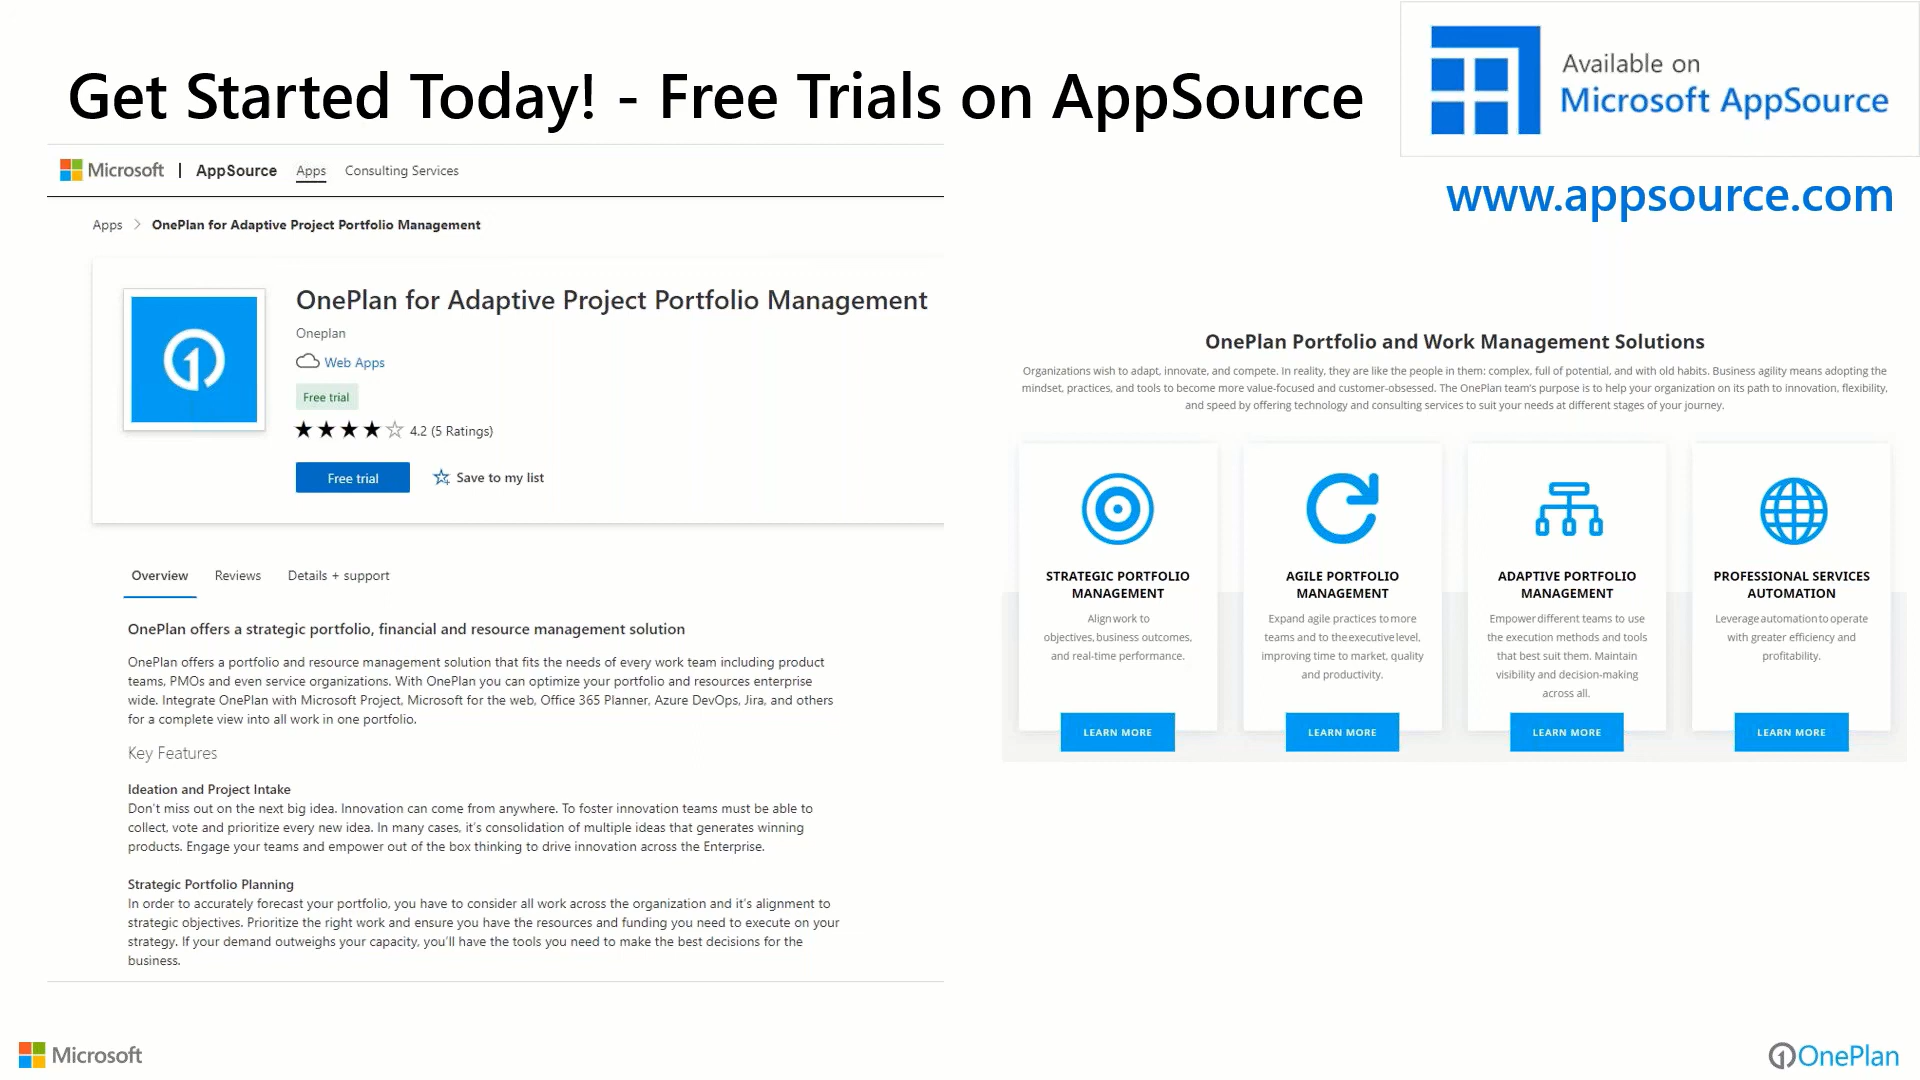 Get Started Today! - Free Trials on AppSource
Available on
Microsoft AppSource
www.appsource.com
Microsoft | AppSource Apps Consulting Services
Apps > OnePlan for Adaptive Project Portfolio Management
OnePlan for Adaptive Project Portfolio Management
Oneplan
Web Apps
Free trial
4.2 (5 Ratings)
Free trial Save to my list
Overview Reviews Details + support
OnePlan offers a strategic portfolio, financial and resource management solution
OnePlan offers a portfolio and resource management solution that fits the needs of every work team including product
teams, PMOs and even service organizations. With OnePlan you can optimize your portfolio and resources enterprise
wide. Integrate OnePlan with Microsoft Project, Microsoft for the web, Office 365 Planner, Azure DevOps, Jira, and others
for a complete view into all work in one portfolio.
Key Features
Ideation and Project Intake
Don't miss out on the next big idea. Innovation can come from anywhere. To foster innovation teams must be able to
collect, vote and prioritize every new idea. In many cases, it's consolidation of multiple ideas that generates winning
products. Engage your teams and empower out of the box thinking to drive innovation across the Enterprise.
Strategic Portfolio Planning
In order to accurately forecast your portfolio, you have to consider all work across the organization and it's alignment to
strategic objectives. Prioritize the right work and ensure you have the resources and funding you need to execute on your
strategy. If your demand outweighs your capacity, you'll have the tools you need to make the best decisions for the
business.
OnePlan Portfolio and Work Management Solutions
Organizations wish to adapt, innovate, and compete. In reality, they are like the people in them: complex, full of potential, and with old habits. Business agility means adopting the
mindset, practices, and tools to become more value-focused and customer-obsessed. The OnePlan team's purpose is to help your organization on its path to innovation, flexibility,
and speed by offering technology and consulting services to suit your needs at different stages of your journey.
STRATEGIC PORTFOLIO
MANAGEMENT
Align work to
objectives, business outcomes,
and real-time performance.
LEARN MORE
AGILE PORTFOLIO
MANAGEMENT
Expand agile practices to more
teams and to the executive level,
improving time to market, quality
and productivity.
LEARN MORE
ADAPTIVE PORTFOLIO
MANAGEMENT
Empower different teams to use
the execution methods and tools
that best suit them. Maintain
visibility and decision-making
across all.
LEARN MORE
PROFESSIONAL SERVICES
AUTOMATION
Leverage automation to operate
with greater efficiency and
profitability.
LEARN MORE
Microsoft
OnePlan